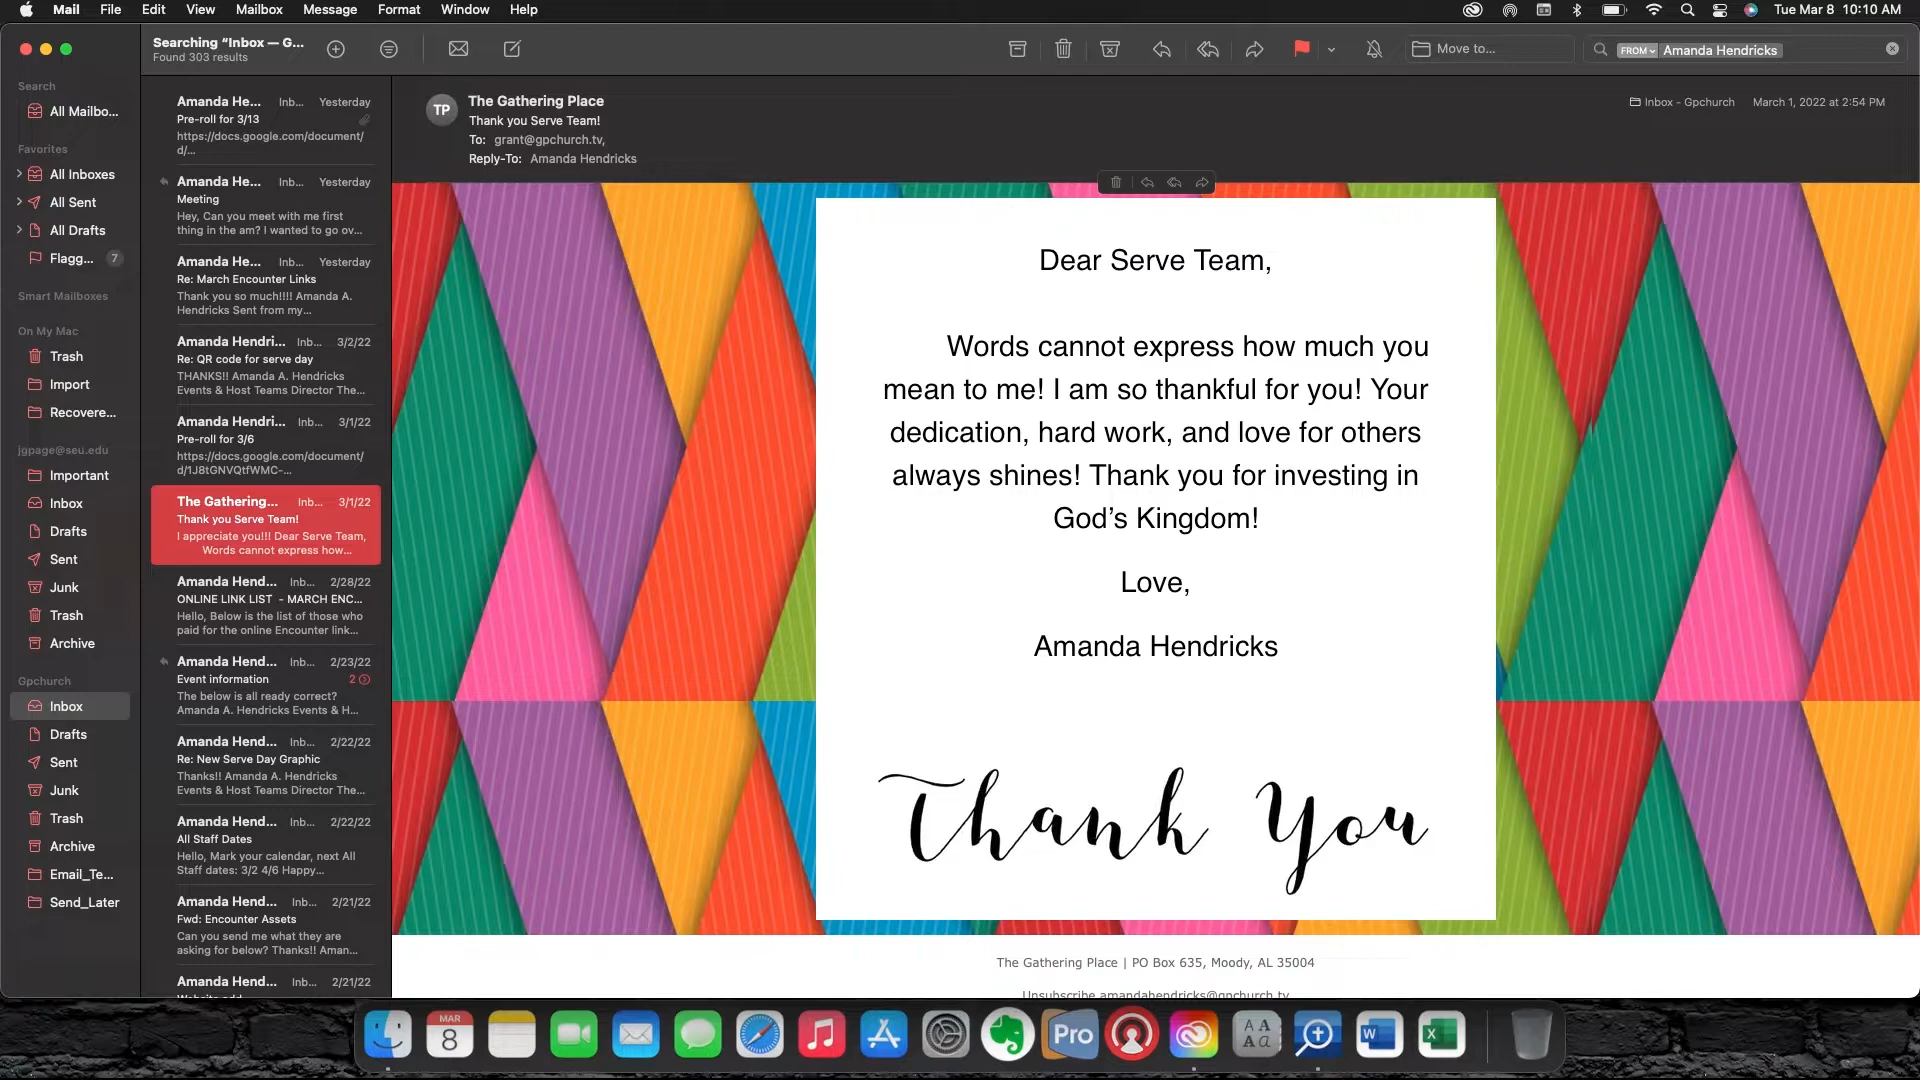 Mail File Edit View Mailbox Message Format Window Help
Tue Mar 8 10:10 AM
Searching “Inbox — G...
Found 303 results
Move to...
FROM Amanda Hendricks
Search
All Mailbo...
Favorites
All Inboxes
All Sent
All Drafts
Flagg... 7
Smart Mailboxes
On My Mac
Trash
Import
Recovere...
jgpage@seu.edu
Important
Inbox
Drafts
Sent
Junk
Trash
Archive
Gpchurch
Inbox
Drafts
Sent
Junk
Trash
Archive
Email_Te...
Send_Later
Amanda He... Inb... Yesterday
Pre-roll for 3/13
https://docs.google.com/document/
d/...
Amanda He... Inb... Yesterday
Meeting
Hey, Can you meet with me first
thing in the am? I wanted to go ov...
Amanda He... Inb... Yesterday
Re: March Encounter Links
Thank you so much!!!! Amanda A.
Hendricks Sent from my...
Amanda Hendri... Inb... 3/2/22
Re: QR code for serve day
THANKS!! Amanda A. Hendricks
Events & Host Teams Director The...
Amanda Hendri... Inb... 3/1/22
Pre-roll for 3/6
https://docs.google.com/document/
d/1J8tGNVQtfWMC-...
The Gathering... Inb... 3/1/22
Thank you Serve Team!
I appreciate you!!! Dear Serve Team,
Words cannot express how...
Amanda Hend... Inb... 2/28/22
ONLINE LINK LIST - MARCH ENC...
Hello, Below is the list of those who
paid for the online Encounter link...
Amanda Hend... Inb... 2/23/22
Event information 2
The below is all ready correct?
Amanda A. Hendricks Events & H...
Amanda Hend... Inb... 2/22/22
Re: New Serve Day Graphic
Thanks!! Amanda A. Hendricks
Events & Host Teams Director The...
Amanda Hend... Inb... 2/22/22
All Staff Dates
Hello, Mark your calendar, next All
Staff dates: 3/2 4/6 Happy...
Amanda Hend... Inb... 2/21/22
Fwd: Encounter Assets
Can you send me what they are
asking for below? Thanks!! Aman...
Amanda Hend... Inb... 2/21/22
TP
The Gathering Place
Thank you Serve Team!
To: grant@gpchurch.tv,
Reply-To: Amanda Hendricks
Inbox - Gpchurch March 1, 2022 at 2:54 PM
Dear Serve Team,
Words cannot express how much you
mean to me! I am so thankful for you! Your
dedication, hard work, and love for others
always shines! Thank you for investing in
God’s Kingdom!
Love,
Amanda Hendricks
Thank You
The Gathering Place | PO Box 635, Moody, AL 35004
Unsubscribe amandahendricks@gpchurch.tv
MAR
8
Pro
AA
Aa
W
X